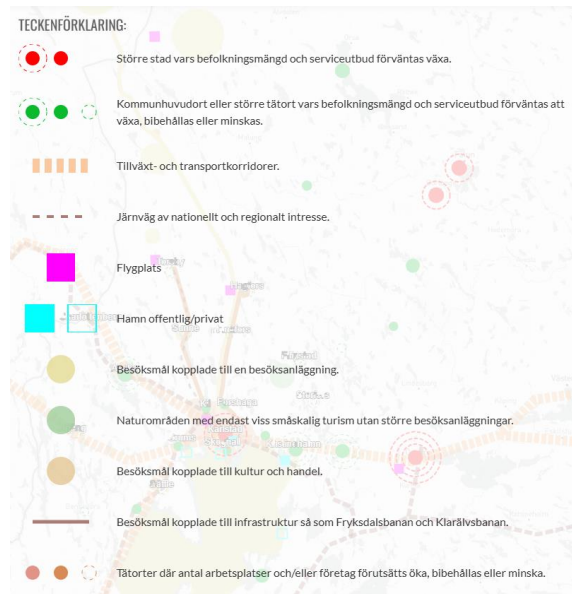 TECKENFÖRKLARING:
Större stad vars befolkningsmängd och serviceutbud förväntas växa.
Kommunhuvudort eller större tätort vars befolkningsmängd och serviceutbud förväntas att
växa, bibehållas eller minskas.
Tillväxt- och transportkorridorer.
Järnväg av nationellt och regionalt intresse.
Flygplats
Hamn offentlig/privat
Besöksmål kopplade till en besöksanläggning.
Naturområden med endast viss småskalig turism utan större besöksanläggningar.
Besöksmål kopplade till kultur och handel.
Besöksmål kopplade till infrastruktur så som Fryksdalsbanan och Klarälvsbanan.
Tätorter där antal arbetsplatser och/eller företag förutsätts öka, bibehållas eller minska.